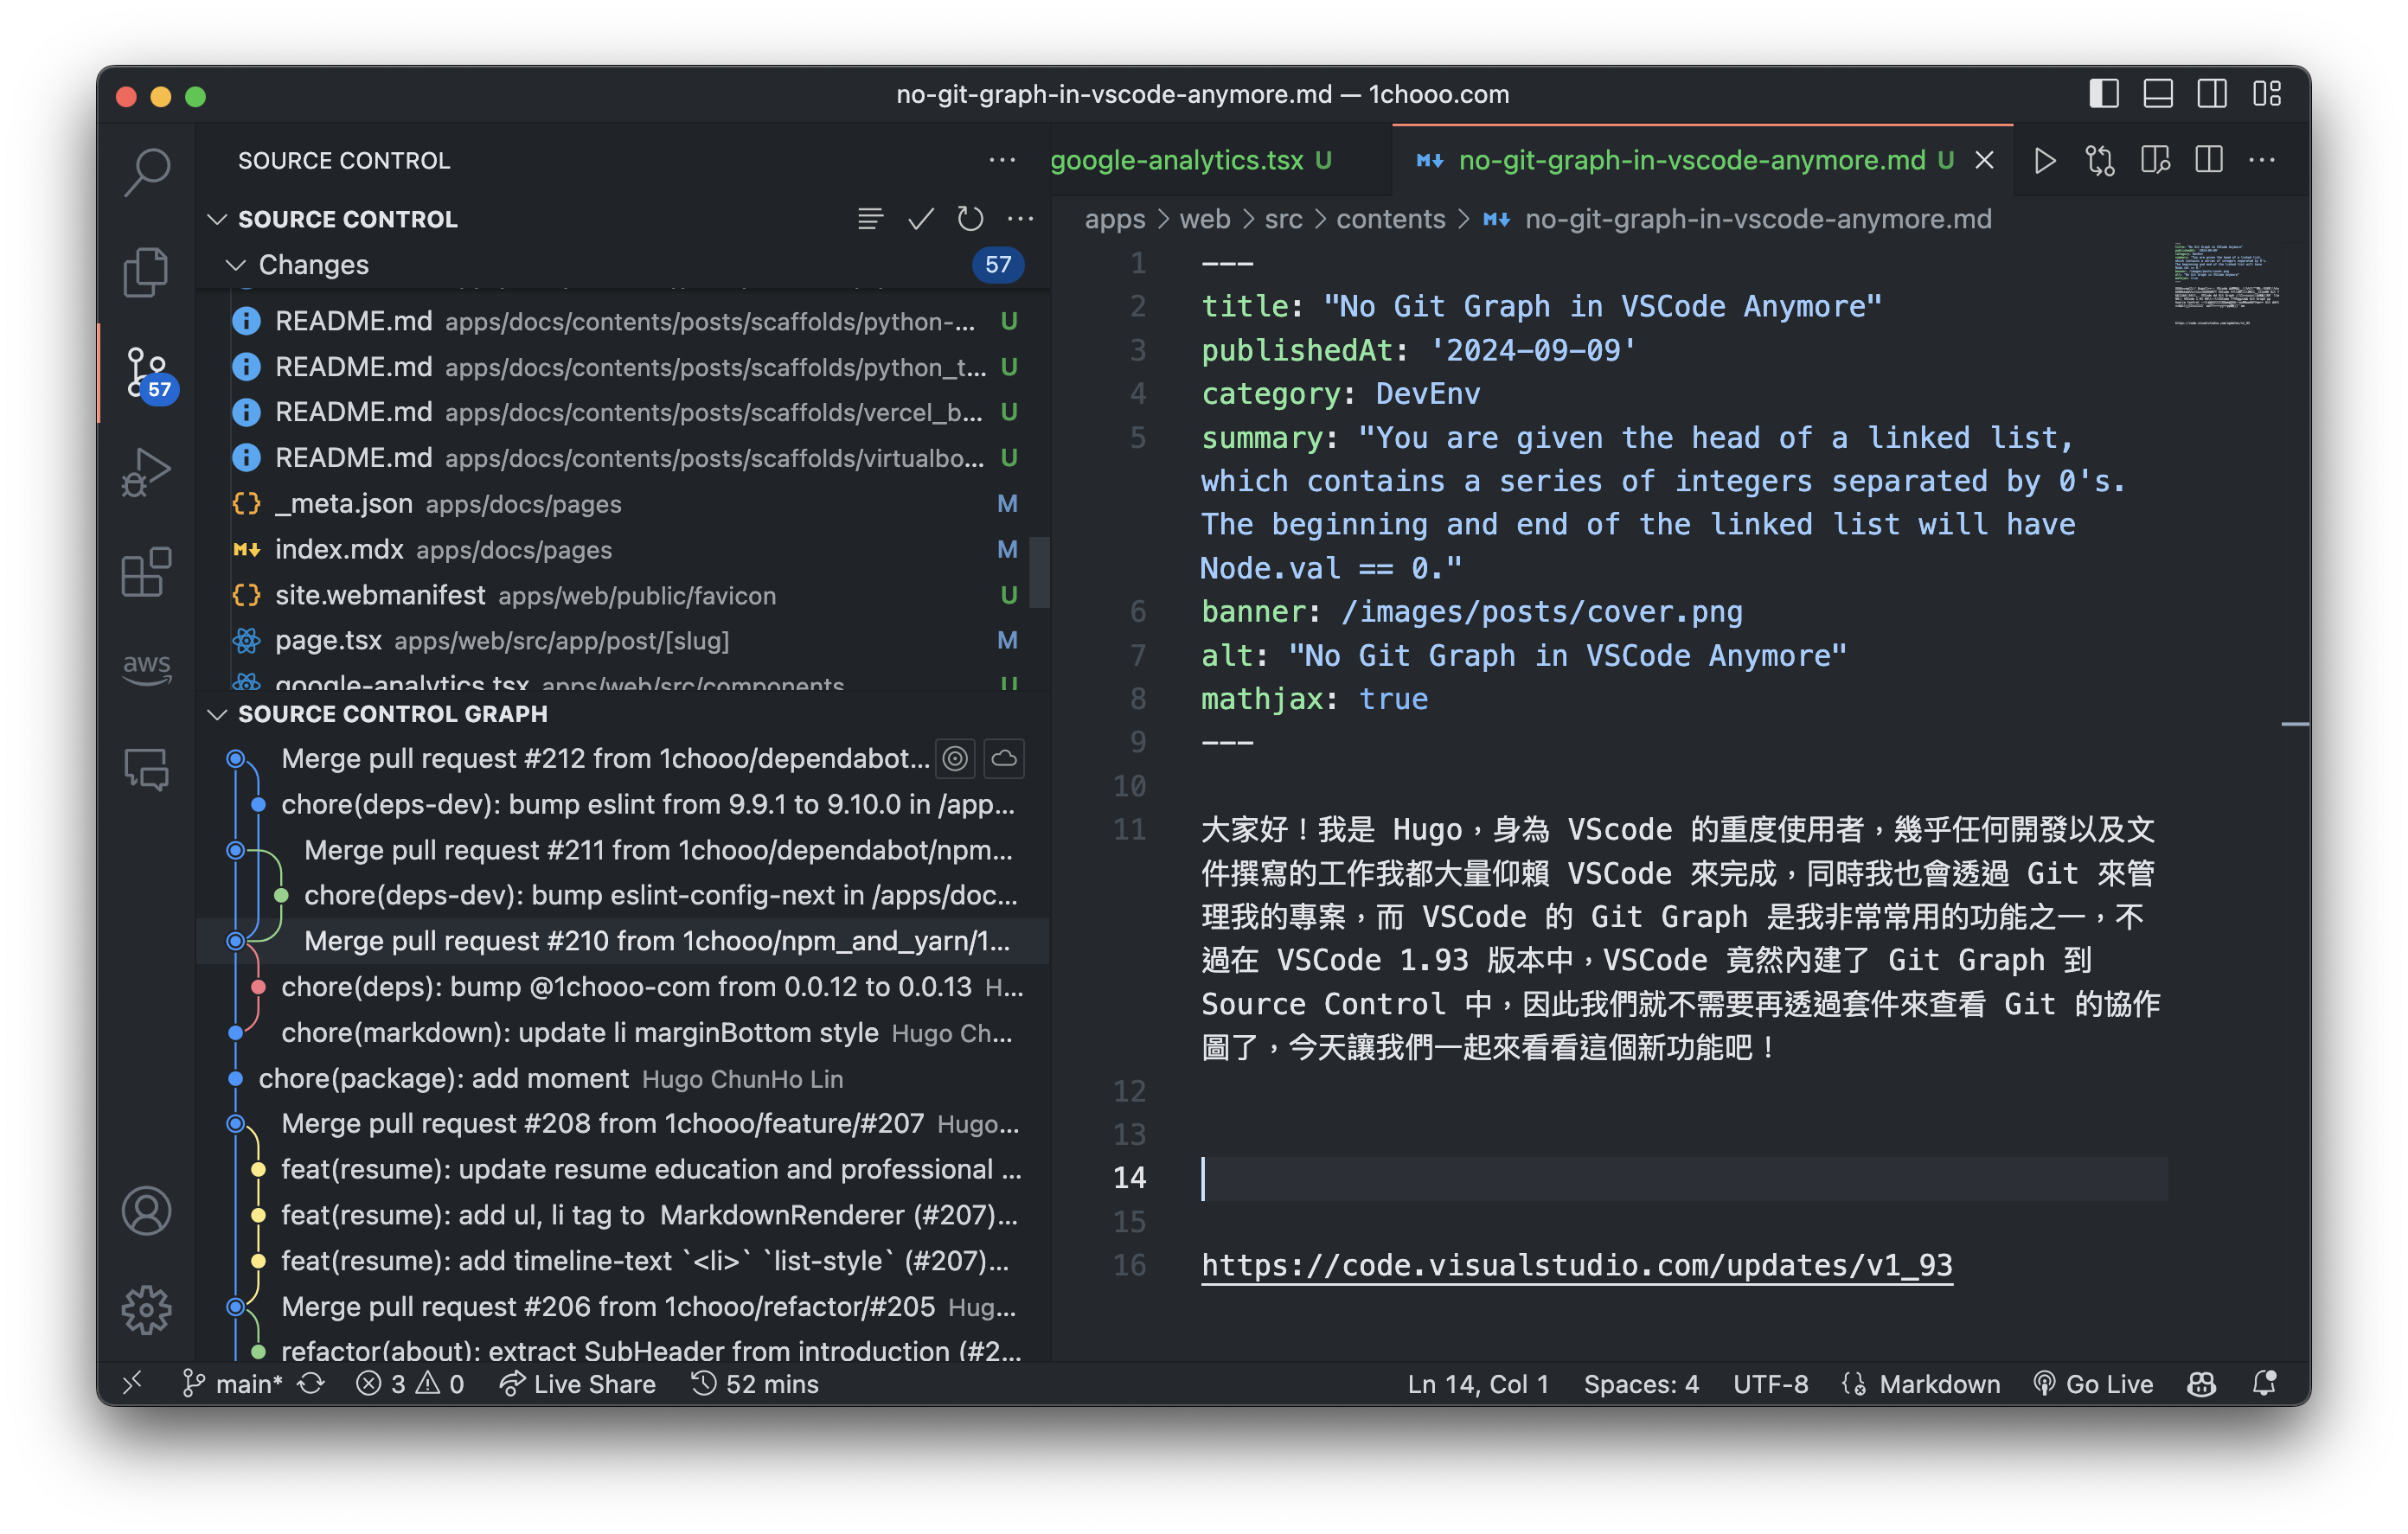 no-git-graph-in-vscode-anymore.md — 1chooo.com
SOURCE CONTROL
SOURCE CONTROL
Changes
57
README.md apps/docs/contents/posts/scaffolds/python-... U
README.md apps/docs/contents/posts/scaffolds/python_t... U
README.md apps/docs/contents/posts/scaffolds/vercel_b... U
README.md apps/docs/contents/posts/scaffolds/virtualbo... U
_meta.json apps/docs/pages M
index.mdx apps/docs/pages M
site.webmanifest apps/web/public/favicon U
page.tsx apps/web/src/app/post/[slug] M
google-analytics.tsx apps/web/src/components U
57
aws
SOURCE CONTROL GRAPH
Merge pull request #212 from 1chooo/dependabot...
chore(deps-dev): bump eslint from 9.9.1 to 9.10.0 in /app...
Merge pull request #211 from 1chooo/dependabot/npm...
chore(deps-dev): bump eslint-config-next in /apps/doc...
Merge pull request #210 from 1chooo/npm_and_yarn/1...
chore(deps): bump @1chooo-com from 0.0.12 to 0.0.13 H...
chore(markdown): update li marginBottom style Hugo Ch...
chore(package): add moment Hugo ChunHo Lin
Merge pull request #208 from 1chooo/feature/#207 Hugo...
feat(resume): update resume education and professional ...
feat(resume): add ul, li tag to  MarkdownRenderer (#207)...
feat(resume): add timeline-text `<li>` `list-style` (#207)...
Merge pull request #206 from 1chooo/refactor/#205 Hug...
refactor(about): extract SubHeader from introduction (#2...
google-analytics.tsx U
no-git-graph-in-vscode-anymore.md U
apps > web > src > contents > no-git-graph-in-vscode-anymore.md
1 ---
2 title: "No Git Graph in VSCode Anymore"
3 publishedAt: '2024-09-09'
4 category: DevEnv
5 summary: "You are given the head of a linked list,
which contains a series of integers separated by 0's.
The beginning and end of the linked list will have
Node.val == 0."
6 banner: /images/posts/cover.png
7 alt: "No Git Graph in VSCode Anymore"
8 mathjax: true
9 ---
10
11 大家好！我是 Hugo，身為 VScode 的重度使用者，幾乎任何開發以及文
件撰寫的工作我都大量仰賴 VSCode 來完成，同時我也會透過 Git 來管
理我的專案，而 VSCode 的 Git Graph 是我非常常用的功能之一，不
過在 VSCode 1.93 版本中，VSCode 竟然內建了 Git Graph 到
Source Control 中，因此我們就不需要再透過套件來查看 Git 的協作
圖了，今天讓我們一起來看看這個新功能吧！
12
13
14
15
16 https://code.visualstudio.com/updates/v1_93
main* 3 0 Live Share 52 mins
Ln 14, Col 1 Spaces: 4 UTF-8 Markdown Go Live